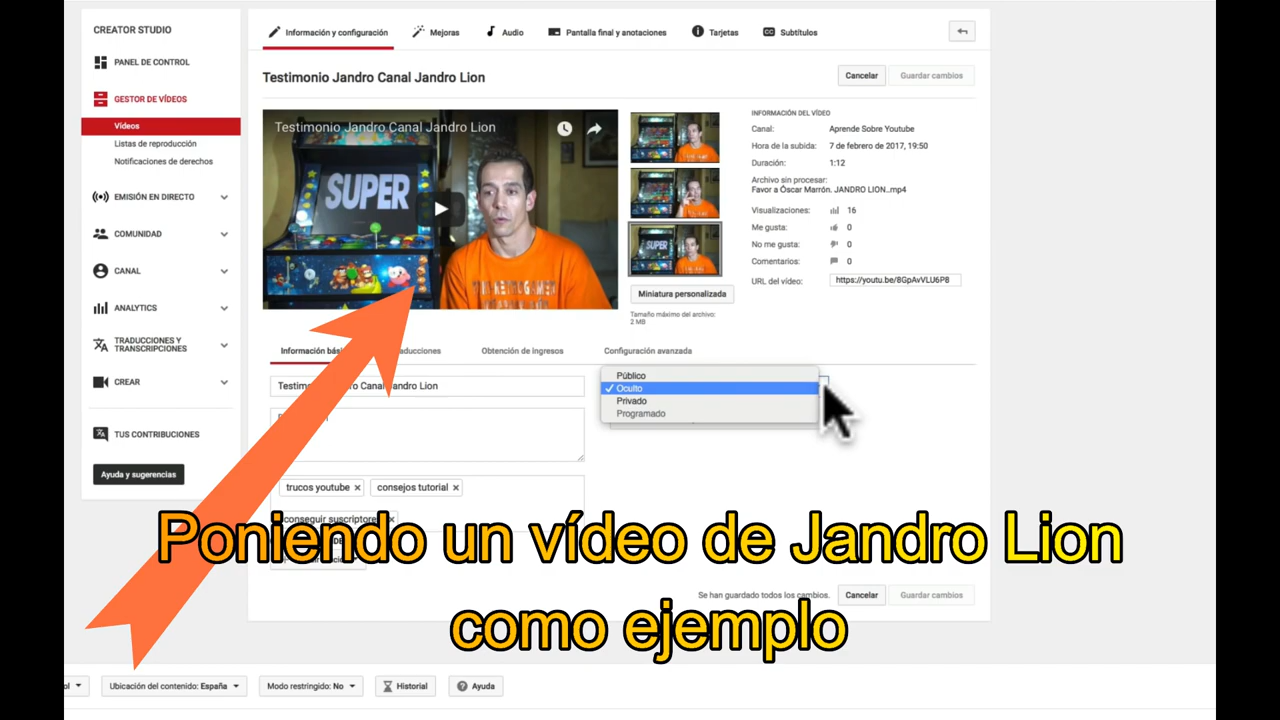 CREATOR STUDIO
PANEL DE CONTROL
GESTOR DE VÍDEOS
Vídeos
Listas de reproducción
Notificaciones de derechos
EMISIÓN EN DIRECTO
COMUNIDAD
CANAL
ANALYTICS
TRADUCCIONES Y
TRANSCRIPCIONES
CREAR
TUS CONTRIBUCIONES
Ayuda y sugerencias
Información y configuración
Mejoras
Audio
Pantalla final y anotaciones
Tarjetas
CC Subtítulos
Testimonio Jandro Canal Jandro Lion
Cancelar
Guardar cambios
Testimonio Jandro Canal Jandro Lion
SUPER
SUPER
Miniatura personalizada
Tamaño máximo del archivo:
2 MB
INFORMACIÓN DEL VÍDEO
Canal: Aprende Sobre Youtube
Hora de la subida: 7 de febrero de 2017, 19:50
Duración: 1:12
Archivo sin procesar:
Favor a Óscar Marrón. JANDRO LION..mp4
Visualizaciones: 16
Me gusta: 0
No me gusta: 0
Comentarios: 0
URL del vídeo: https://youtu.be/8GpAvVLU6P8
Información
Obtención de ingresos
Configuración avanzada
Jandro Lion
Público
Oculto
Privado
Programado
trucos youtube
consejos tutorial
conseguir
Poniendo un vídeo de Jandro Lion
como ejemplo
Se han guardado todos los cambios.
Cancelar
Guardar cambios
Ubicación del contenido: España
Modo restringido: No
Historial
Ayuda